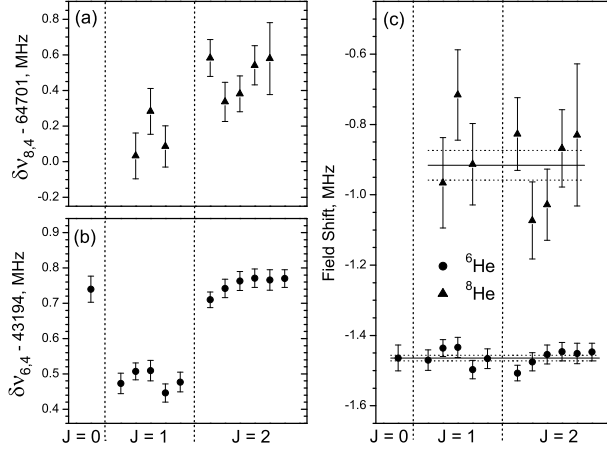 (a)
0.8
0.6
0.4
0.2
0.0
-0.2
δν8,4 - 64701, MHz
(b)
0.9
0.8
0.7
0.6
0.5
0.4
δν6,4 - 43194, MHz
J = 0 J = 1 J = 2
(c)
-0.6
-0.8
-1.0
-1.2
-1.4
-1.6
Field Shift, MHz
6He
8He
J = 0 J = 1 J = 2